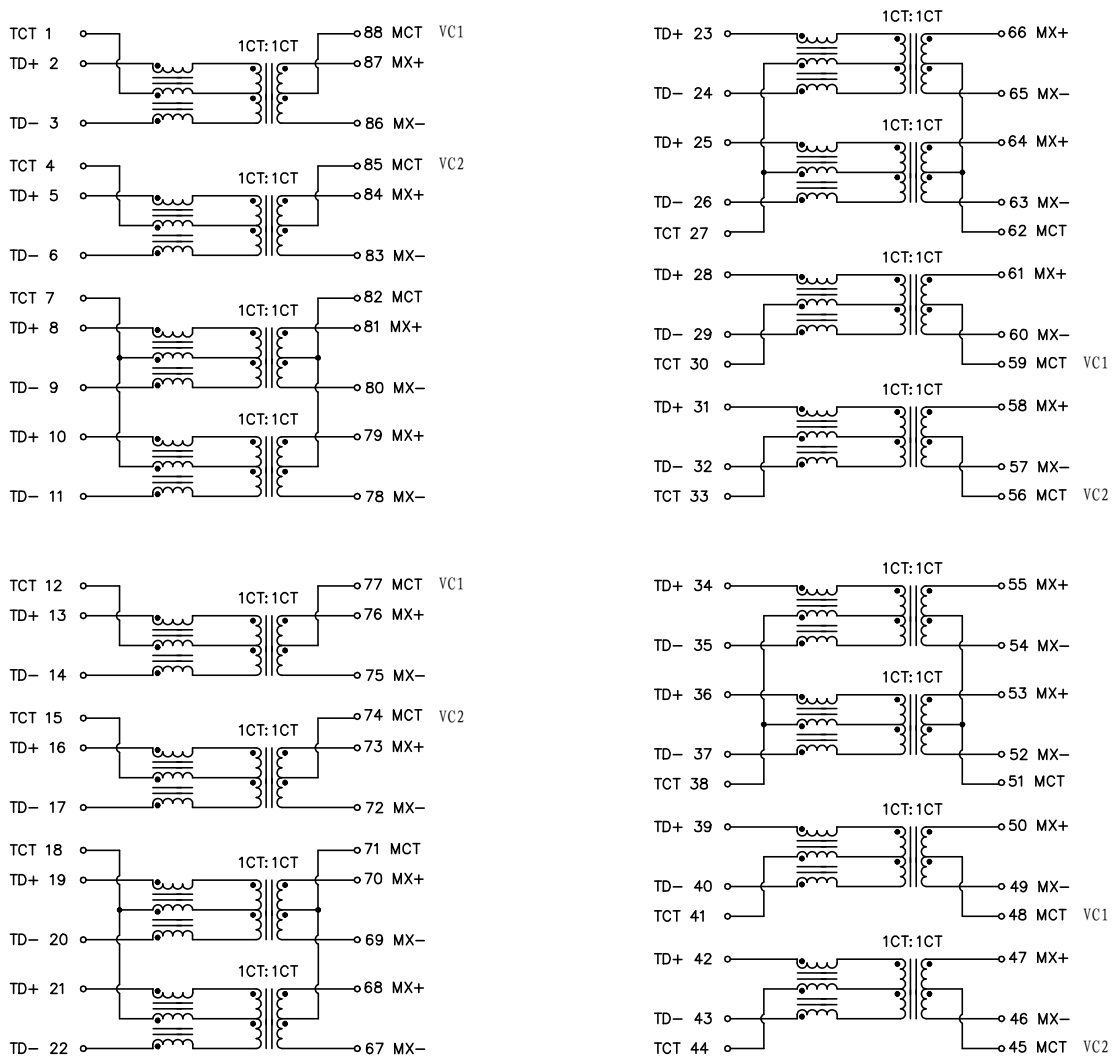 TCT 1 1CT:1CT 88 MCT VC1
TD+ 2 87 MX+
TD- 3 86 MX-
TCT 4 1CT:1CT 85 MCT VC2
TD+ 5 84 MX+
TD- 6 83 MX-
TCT 7 1CT:1CT 82 MCT
TD+ 8 81 MX+
TD- 9 80 MX-
1CT:1CT
TD+ 10 79 MX+
TD- 11 78 MX-
TCT 12 1CT:1CT 77 MCT VC1
TD+ 13 76 MX+
TD- 14 75 MX-
TCT 15 1CT:1CT 74 MCT VC2
TD+ 16 73 MX+
TD- 17 72 MX-
TCT 18 1CT:1CT 71 MCT
TD+ 19 70 MX+
TD- 20 69 MX-
1CT:1CT
TD+ 21 68 MX+
TD- 22 67 MX-
1CT:1CT
TD+ 23 66 MX+
TD- 24 65 MX-
1CT:1CT
TD+ 25 64 MX+
TD- 26 63 MX-
TCT 27 62 MCT
1CT:1CT
TD+ 28 61 MX+
TD- 29 60 MX-
TCT 30 59 MCT VC1
1CT:1CT
TD+ 31 58 MX+
TD- 32 57 MX-
TCT 33 56 MCT VC2
1CT:1CT
TD+ 34 55 MX+
TD- 35 54 MX-
1CT:1CT
TD+ 36 53 MX+
TD- 37 52 MX-
TCT 38 51 MCT
1CT:1CT
TD+ 39 50 MX+
TD- 40 49 MX-
TCT 41 48 MCT VC1
1CT:1CT
TD+ 42 47 MX+
TD- 43 46 MX-
TCT 44 45 MCT VC2